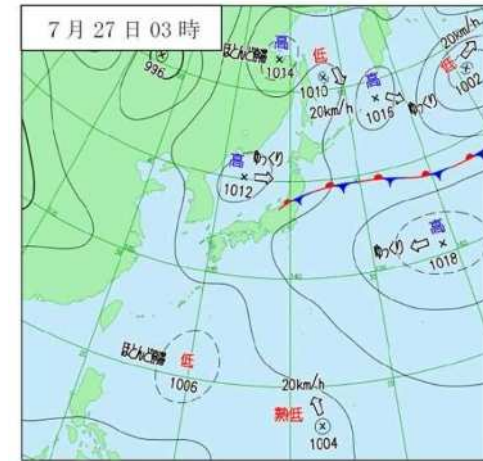 7月27日03時
高
ほとんど停滞
1014
996
低
1010
20km/h
高
1016
ゆっくり
20km/h
低
1002
高
ゆっくり
1012
高
ゆっくり
1018
ほとんど停滞
低
1006
20km/h
熱低
1004